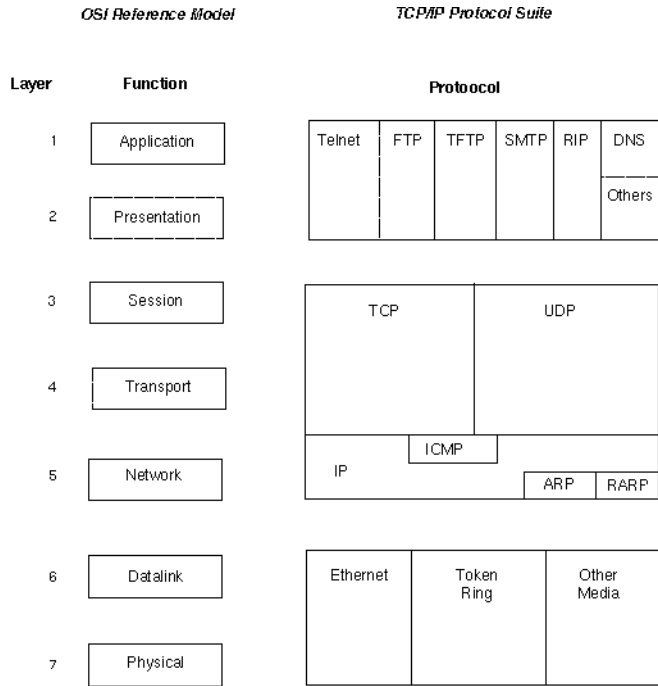 OSI Reference Model TCP/IP Protocol Suite
Layer Function Protoocol
1 Application Telnet FTP TFTP SMTP RIP DNS
Others
2 Presentation
3 Session TCP UDP
4 Transport
ICMP
5 Network IP
ARP RARP
6 Datalink Ethernet Token Other
Ring Media
7 Physical